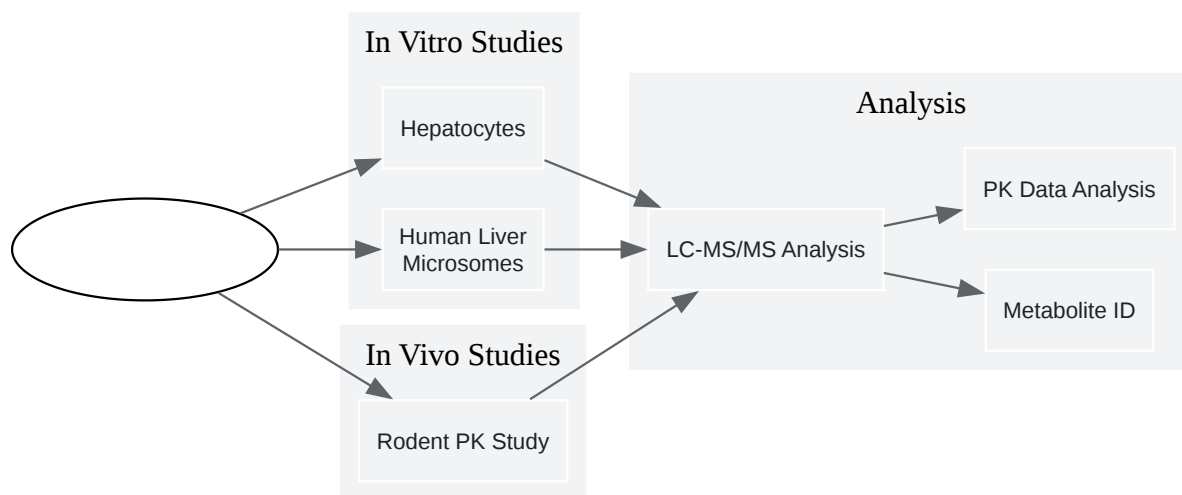 In Vitro Studies
Hepatocytes
Human Liver
Microsomes
In Vivo Studies
Rodent PK Study
Analysis
LC-MS/MS Analysis
PK Data Analysis
Metabolite ID